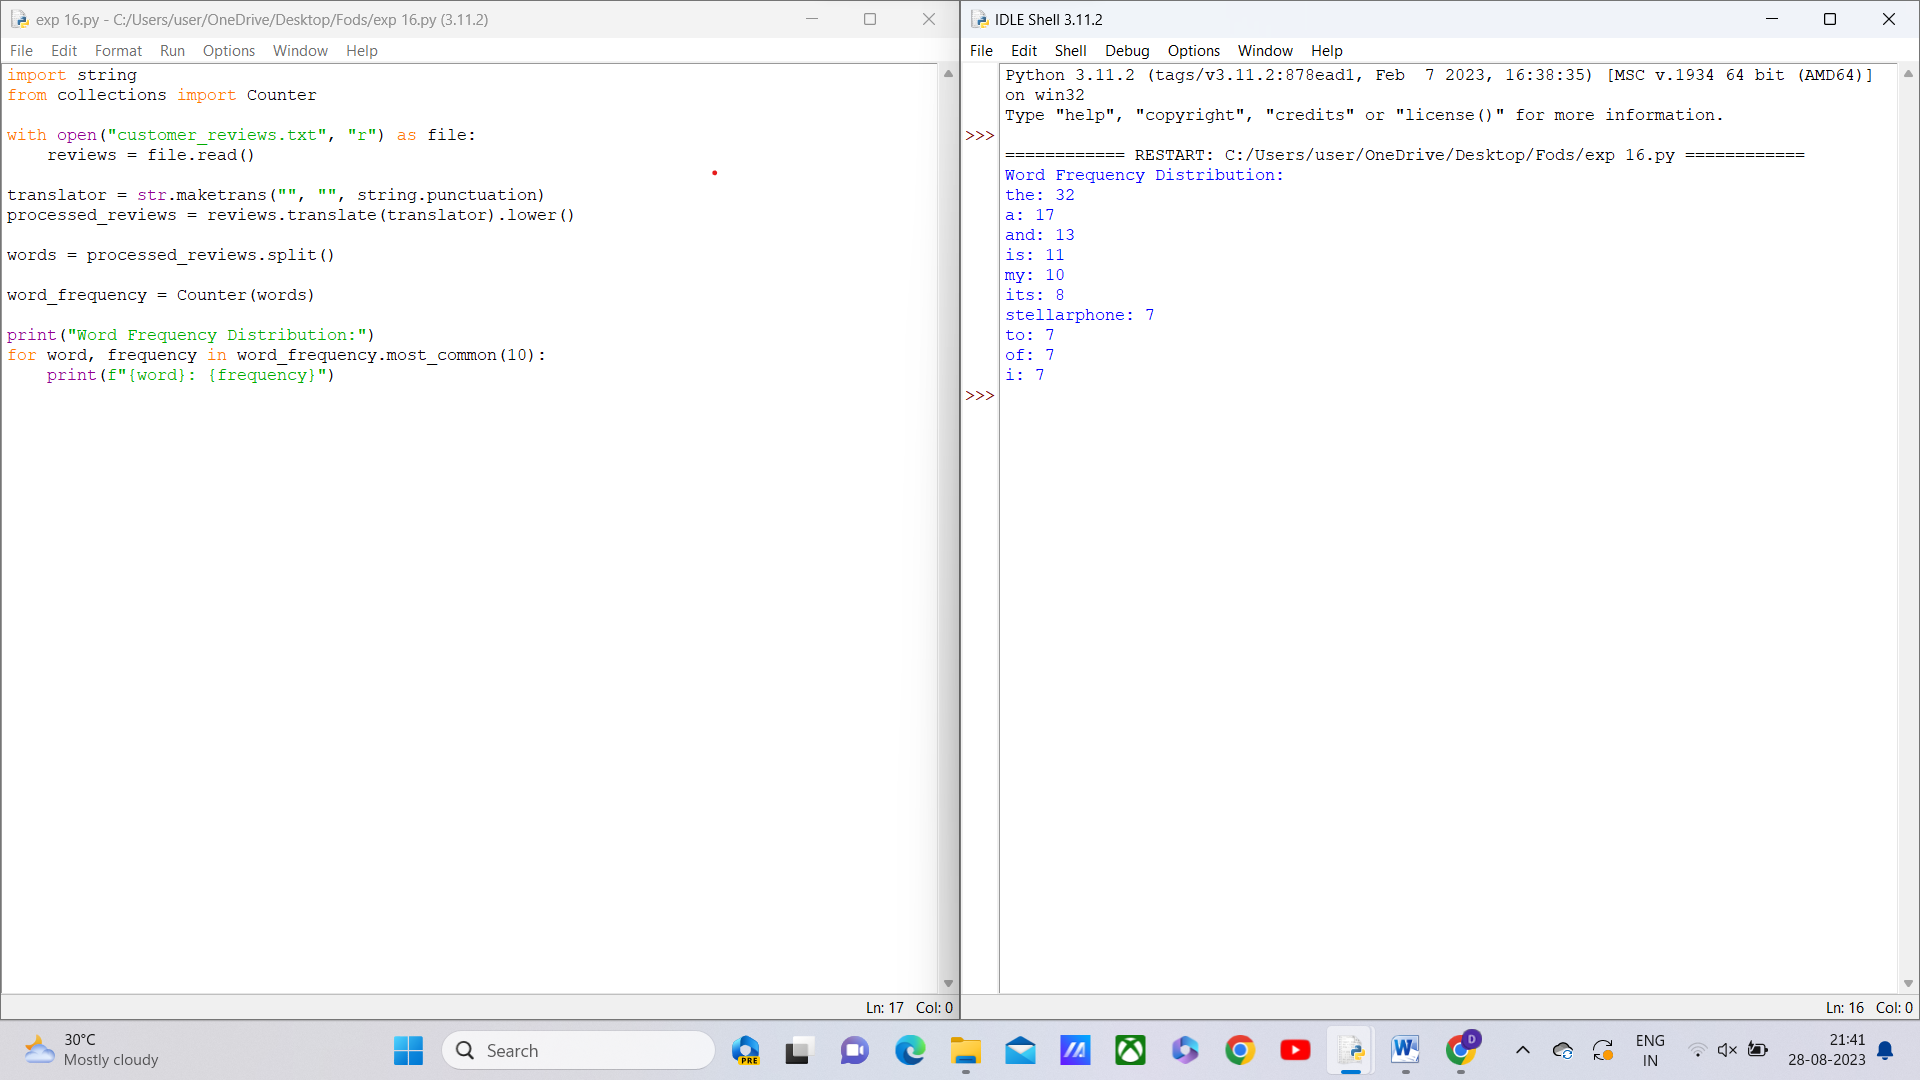 exp 16.py - C:/Users/user/OneDrive/Desktop/Fods/exp 16.py (3.11.2)
File Edit Format Run Options Window Help
import string
from collections import Counter
with open("customer_reviews.txt", "r") as file:
    reviews = file.read()
translator = str.maketrans("", "", string.punctuation)
processed_reviews = reviews.translate(translator).lower()
words = processed_reviews.split()
word_frequency = Counter(words)
print("Word Frequency Distribution:")
for word, frequency in word_frequency.most_common(10):
    print(f"{word}: {frequency}")
Ln: 17 Col: 0
IDLE Shell 3.11.2
File Edit Shell Debug Options Window Help
Python 3.11.2 (tags/v3.11.2:878ead1, Feb  7 2023, 16:38:35) [MSC v.1934 64 bit (AMD64)]
on win32
Type "help", "copyright", "credits" or "license()" for more information.
>>>
============ RESTART: C:/Users/user/OneDrive/Desktop/Fods/exp 16.py ============
Word Frequency Distribution:
the: 32
a: 17
and: 13
is: 11
my: 10
its: 8
stellarphone: 7
to: 7
of: 7
i: 7
>>>
Ln: 16 Col: 0
30°C
Mostly cloudy
Search
PRE
W
D
ENG
IN
21:41
28-08-2023